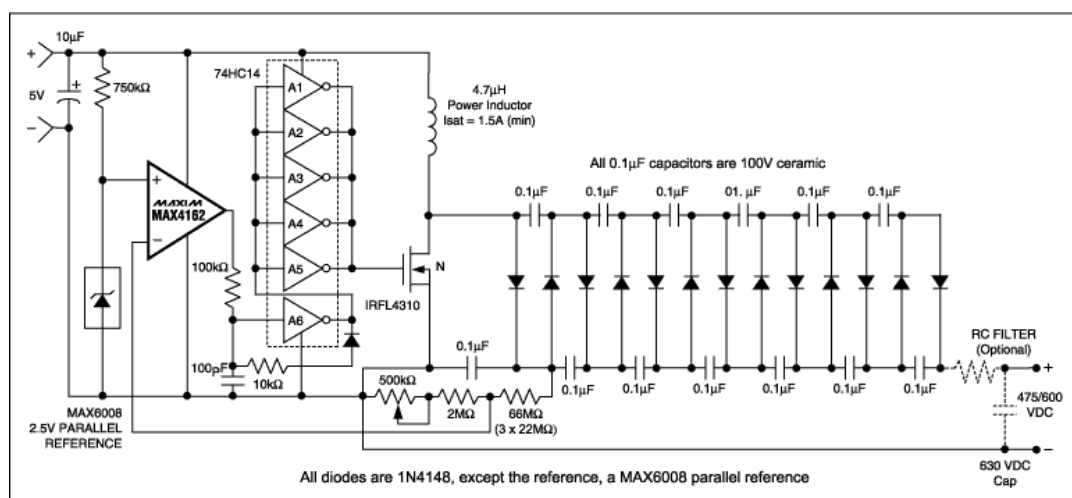 10μF
+
5V
−
750kΩ
74HC14
A1
A2
A3
A4
A5
A6
4.7μH
Power Inductor
Isat = 1.5A (min)
All 0.1μF capacitors are 100V ceramic
0.1μF
0.1μF
0.1μF
01. μF
0.1μF
0.1μF
+
MAXIM
MAX4162
−
100kΩ
N
IRFL4310
100pF
10kΩ
0.1μF
0.1μF
0.1μF
0.1μF
0.1μF
0.1μF
0.1μF
RC FILTER
(Optional)
+
475/600
VDC
−
630 VDC
Cap
500kΩ
2MΩ
66MΩ
(3 x 22MΩ)
MAX6008
2.5V PARALLEL
REFERENCE
All diodes are 1N4148, except the reference, a MAX6008 parallel reference